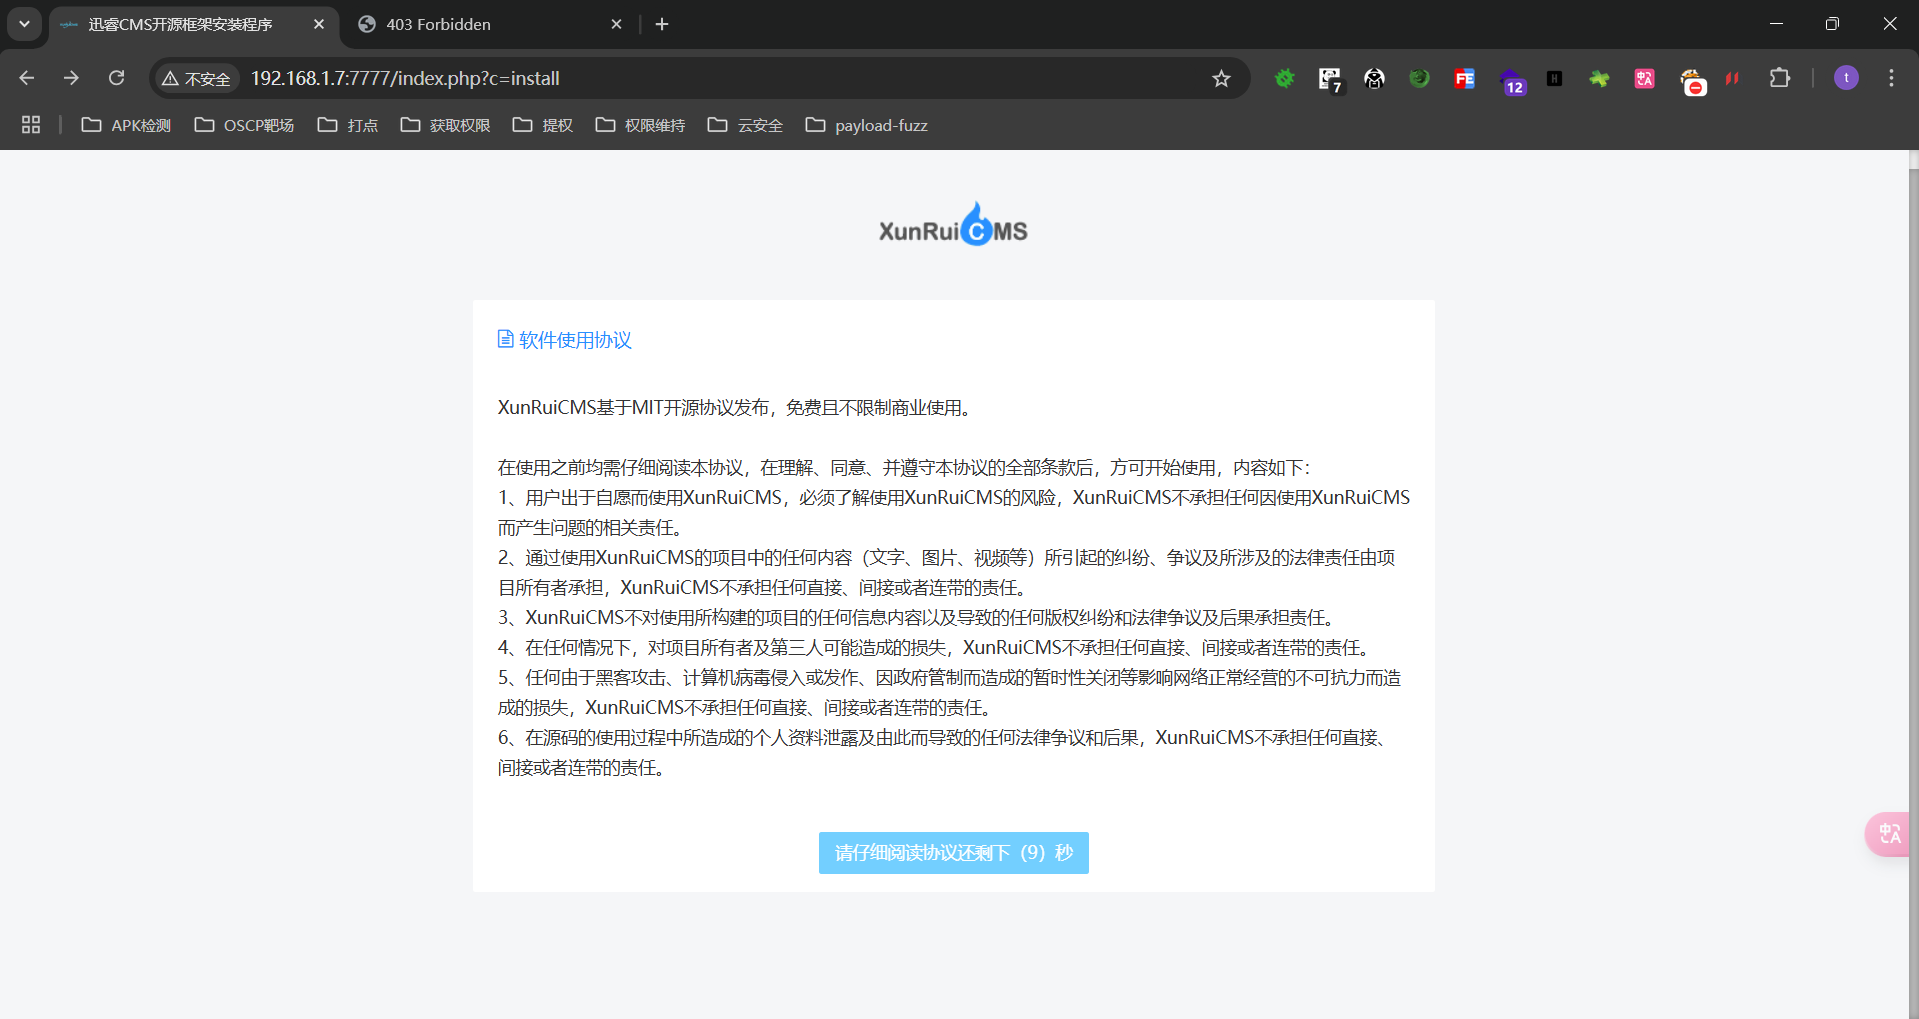 迅睿CMS开源框架安装程序
403 Forbidden
不安全
192.168.1.7:7777/index.php?c=install
7
FE
12
H
中A
t
APK检测
OSCP靶场
打点
获取权限
提权
权限维持
云安全
payload-fuzz
XunRuiCMS
软件使用协议
XunRuiCMS基于MIT开源协议发布，免费且不限制商业使用。
在使用之前均需仔细阅读本协议，在理解、同意、并遵守本协议的全部条款后，方可开始使用，内容如下：
1、用户出于自愿而使用XunRuiCMS，必须了解使用XunRuiCMS的风险，XunRuiCMS不承担任何因使用XunRuiCMS
而产生问题的相关责任。
2、通过使用XunRuiCMS的项目中的任何内容（文字、图片、视频等）所引起的纠纷、争议及所涉及的法律责任由项
目所有者承担，XunRuiCMS不承担任何直接、间接或者连带的责任。
3、XunRuiCMS不对使用所构建的项目的任何信息内容以及导致的任何版权纠纷和法律争议及后果承担责任。
4、在任何情况下，对项目所有者及第三人可能造成的损失，XunRuiCMS不承担任何直接、间接或者连带的责任。
5、任何由于黑客攻击、计算机病毒侵入或发作、因政府管制而造成的暂时性关闭等影响网络正常经营的不可抗力而造
成的损失，XunRuiCMS不承担任何直接、间接或者连带的责任。
6、在源码的使用过程中所造成的个人资料泄露及由此而导致的任何法律争议和后果，XunRuiCMS不承担任何直接、
间接或者连带的责任。
中A
请仔细阅读协议还剩下（9）秒